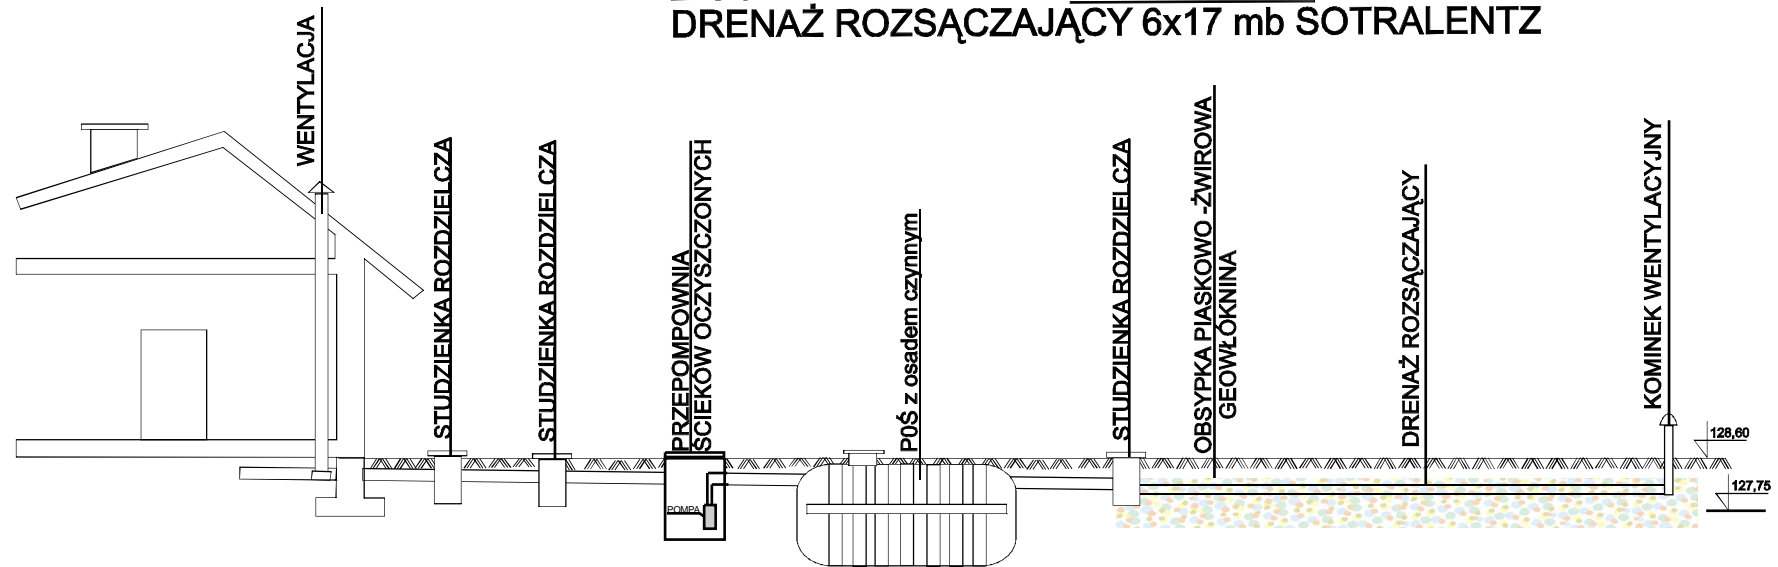 DRENAŻ ROZSĄCZAJĄCY 6x17 mb SOTRALENTZ
WENTYLACJA
STUDZIENKA ROZDZIELCZA
STUDZIENKA ROZDZIELCZA
PRZEPOMPOWNIA
ŚCIEKÓW OCZYSZCZONYCH
POMPA
P0Ś z osadem czynnym
STUDZIENKA ROZDZIELCZA
OBSYPKA PIASKOWO -ŻWIROWA
GEOWŁÓKNINA
DRENAŻ ROZSĄCZAJĄCY
KOMINEK WENTYLACYJNY
128,60
127,75